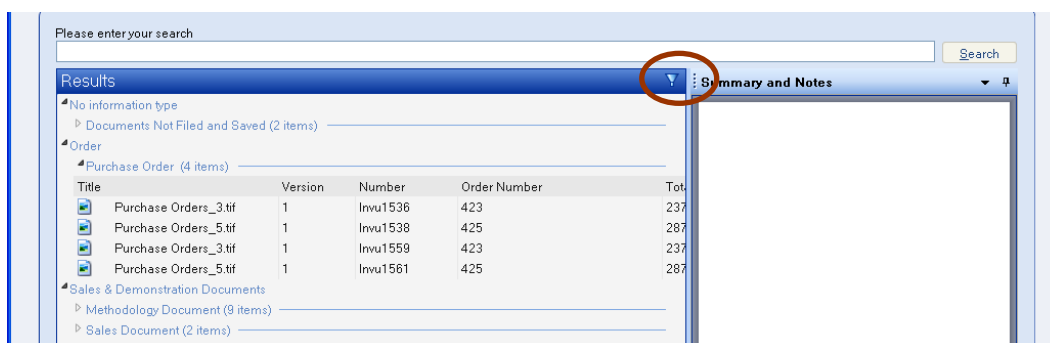 Please enter your search
Search
Results
Summary and Notes
No information type
Documents Not Filed and Saved (2 items)
Order
Purchase Order (4 items)
Title Version Number Order Number
Purchase Orders_3.tif 1 Invu1536 423 237
Purchase Orders_5.tif 1 Invu1538 425 287
Purchase Orders_3.tif 1 Invu1559 423 237
Purchase Orders_5.tif 1 Invu1561 425 287
Sales & Demonstration Documents
Methodology Document (9 items)
Sales Document (2 items)